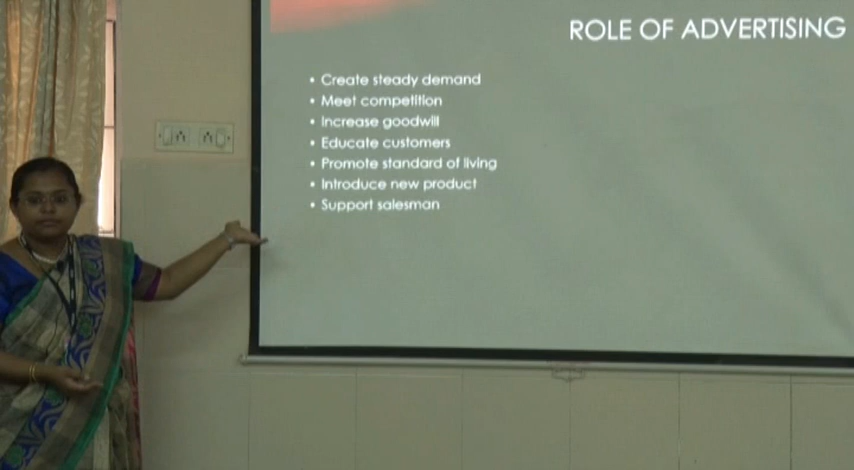 ROLE OF ADVERTISING
• Create steady demand
• Meet competition
• Increase goodwill
• Educate customers
• Promote standard of living
• Introduce new product
• Support salesman